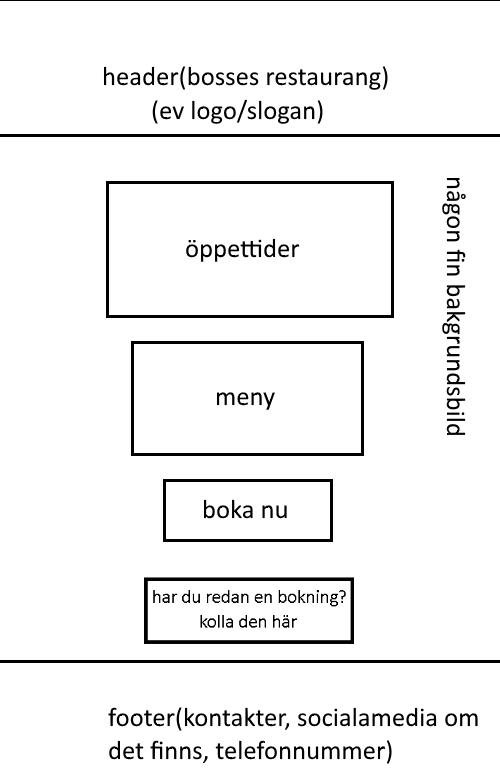 header(bosses restaurang)
(ev logo/slogan)
öppettider
någon fin bakgrundsbild
meny
boka nu
har du redan en bokning?
kolla den här
footer(kontakter, socialamedia om
det finns, telefonnummer)